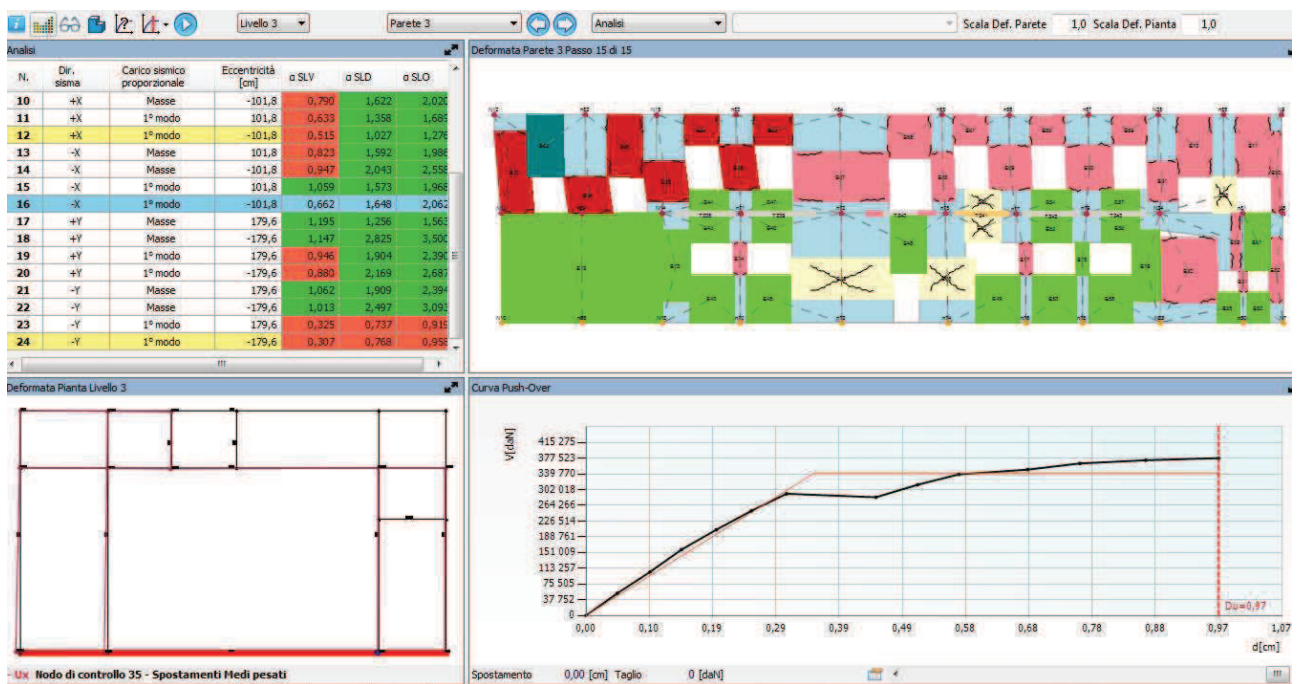 Livello 3
Parete 3
Analisi
Scala Def. Parete 1,0 Scala Def. Pianta 1,0
Analisi
N. Dir. sisma Carico sismico proporzionale Eccentricità [cm] α SLV α SLD α SLO
10 +X Masse -101,8 0,790 1,622 2,020
11 +X 1° modo 101,8 0,633 1,358 1,689
12 +X 1° modo -101,8 0,515 1,027 1,276
13 -X Masse 101,8 0,823 1,592 1,986
14 -X Masse -101,8 0,947 2,043 2,558
15 -X 1° modo 101,8 1,059 1,573 1,968
16 -X 1° modo -101,8 0,662 1,648 2,062
17 +Y Masse 179,6 1,195 1,256 1,563
18 +Y Masse -179,6 1,147 2,825 3,500
19 +Y 1° modo 179,6 0,946 1,904 2,390
20 +Y 1° modo -179,6 0,880 2,169 2,687
21 -Y Masse 179,6 1,062 1,909 2,394
22 -Y Masse -179,6 1,013 2,497 3,093
23 -Y 1° modo 179,6 0,325 0,737 0,919
24 -Y 1° modo -179,6 0,307 0,768 0,958
Deformata Parete 3 Passo 15 di 15
Deformata Pianta Livello 3
- Ux Nodo di controllo 35 - Spostamenti Medi pesati
Curva Push-Over
V[daN]
415 275
377 523
339 770
302 018
264 266
226 514
188 761
151 009
113 257
75 505
37 752
0
0,00 0,10 0,19 0,29 0,39 0,49 0,58 0,68 0,78 0,88 0,97 1,07
Du=0,97
d[cm]
Spostamento 0,00 [cm] Taglio 0 [daN]